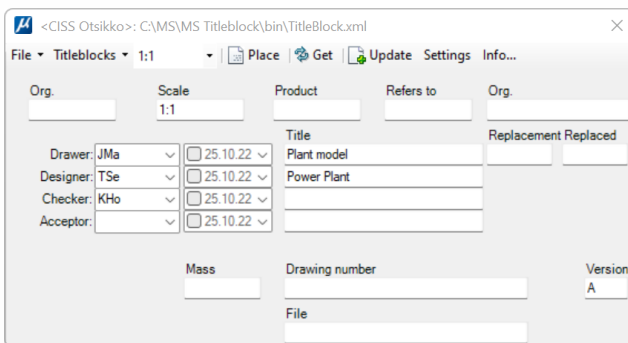 <CISS Otsikko>: C:\MS\MS Titleblock\bin\TitleBlock.xml
File Titleblocks 1:1 Place Get Update Settings Info...
Org. Scale Product Refers to Org.
1:1
Title Replacement Replaced
Drawer: JMa 25.10.22 Plant model
Designer: TSe 25.10.22 Power Plant
Checker: KHo 25.10.22
Acceptor: 25.10.22
Mass Drawing number Version
A
File